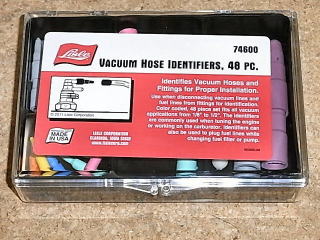 Lisle
74600
VACUUM HOSE IDENTIFIERS, 48 PC.
Identifies Vacuum Hoses and
Fittings for Proper Installation.
Use when disconnecting vacuum lines and
fuel lines from fittings for identification.
Color coded, 48 piece set fits all vacuum
applications from 1/8" to 1/2". The identifiers
are commonly used when tuning the engine
or working on the carburetor. Identifiers can
also be used to plug fuel lines while
changing fuel filter or pump.
© 2011 Lisle Corporation
MADE IN
USA
LISLE CORPORATION
CLARINDA, IOWA 51632
www.lislecorp.com